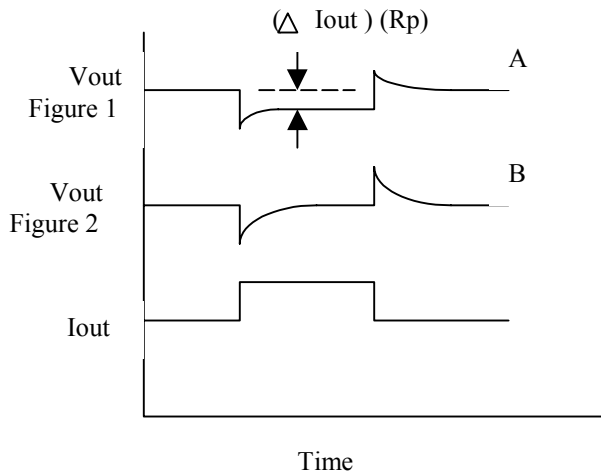 (△ Iout ) (Rp)
A
Vout
Figure 1
B
Vout
Figure 2
Iout
Time